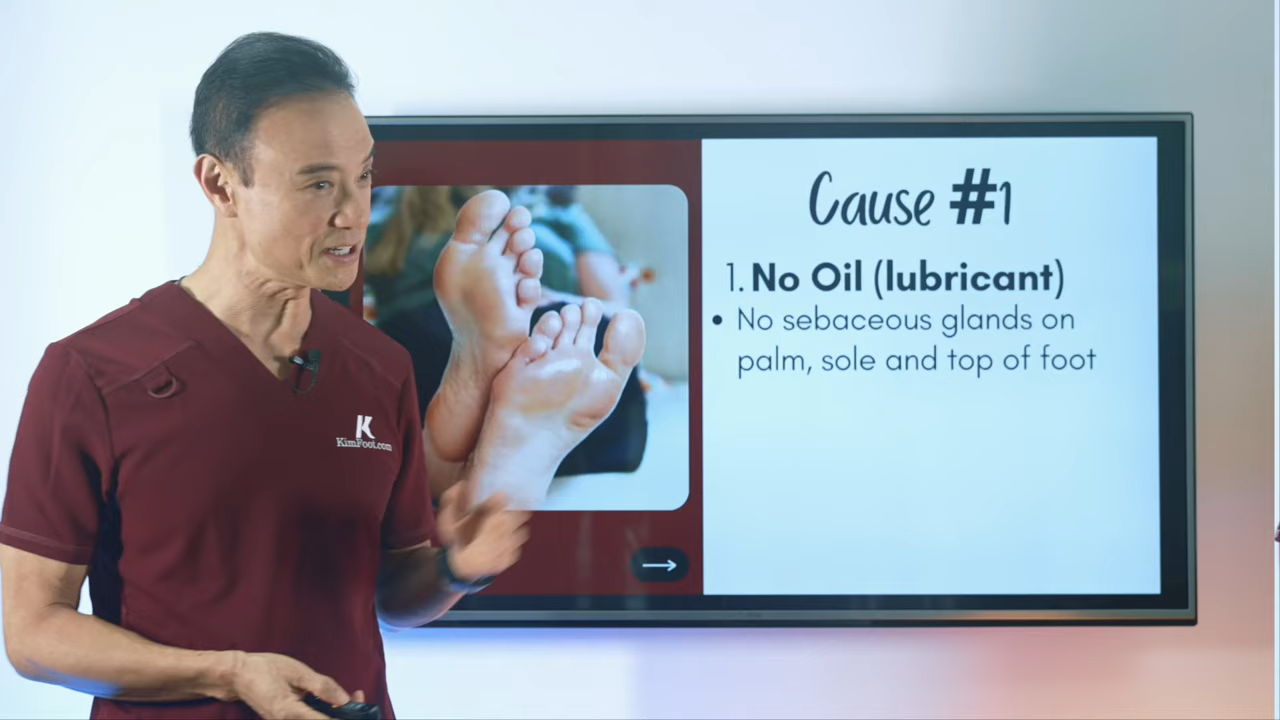 Cause #1
1. No Oil (lubricant)
• No sebaceous glands on
palm, sole and top of foot
K
KimFoot.com
→